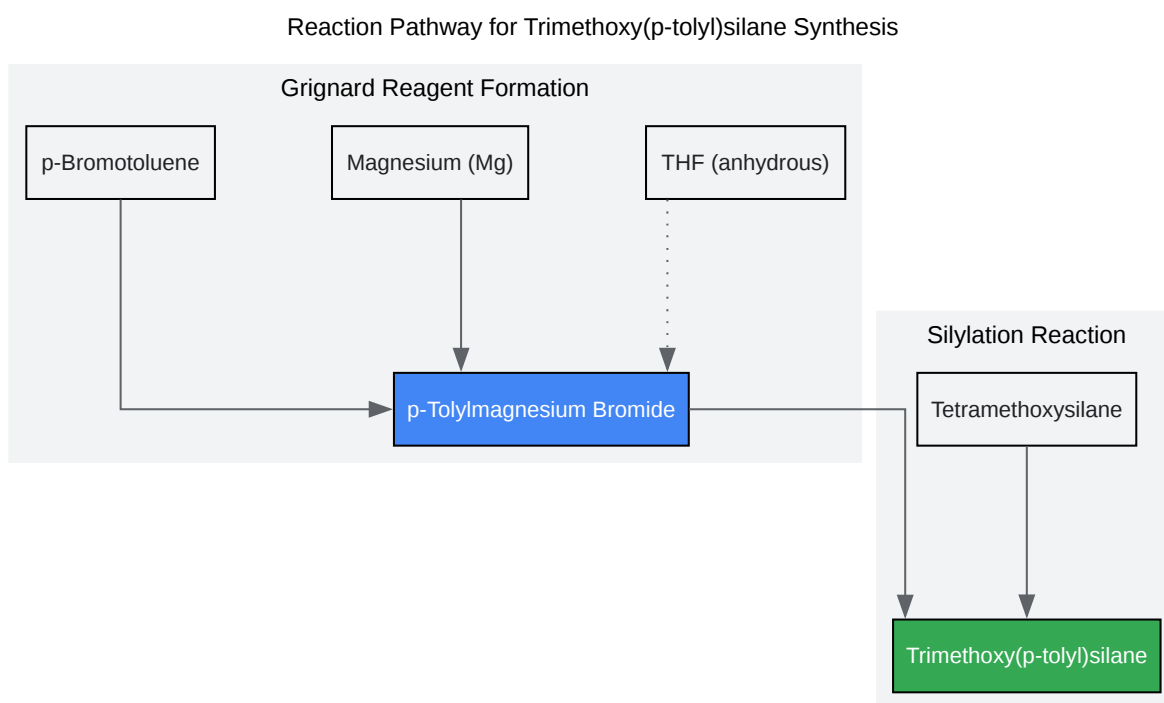 Reaction Pathway for Trimethoxy(p-tolyl)silane Synthesis
Grignard Reagent Formation
p-Bromotoluene
Magnesium (Mg)
THF (anhydrous)
p-Tolylmagnesium Bromide
Silylation Reaction
Tetramethoxysilane
Trimethoxy(p-tolyl)silane